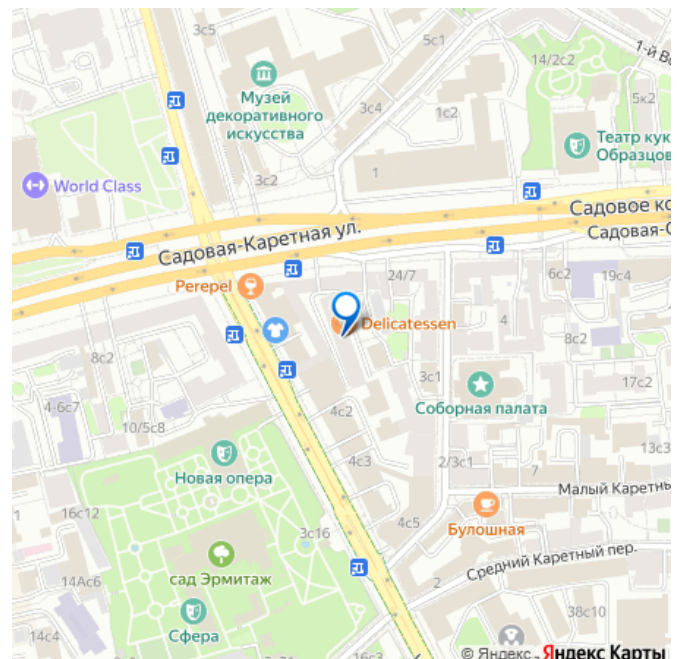 3с5
5с1
1-й Во
14/2с2
5к2
Музей
декоративного
искусства
3с4
1с2
Театр кук
Образцов
World Class
3с2
1
Садовая-Каретная ул.
Садовое ко
Садовая-С
Perepel
24/7
6с2
19с4
Delicatessen
4
8с2
8с2
3с1
17с2
4-6с7
4с2
Соборная палата
10/5с8
13с3
Новая опера
4с3
2/3с1
7
Малый Каретнь
1
16с12
4с5
Булошная
3с16
Средний Каретный пер.
сад Эрмитаж
14Ас6
2
38с10
14с4
Сфера
16с3
© Яндекс
Яндекс Карты